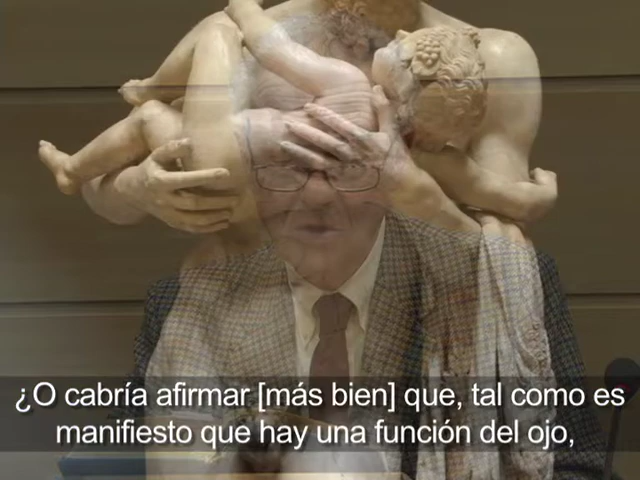 ¿O cabría afirmar [más bien] que, tal como es
manifiesto que hay una función del ojo,